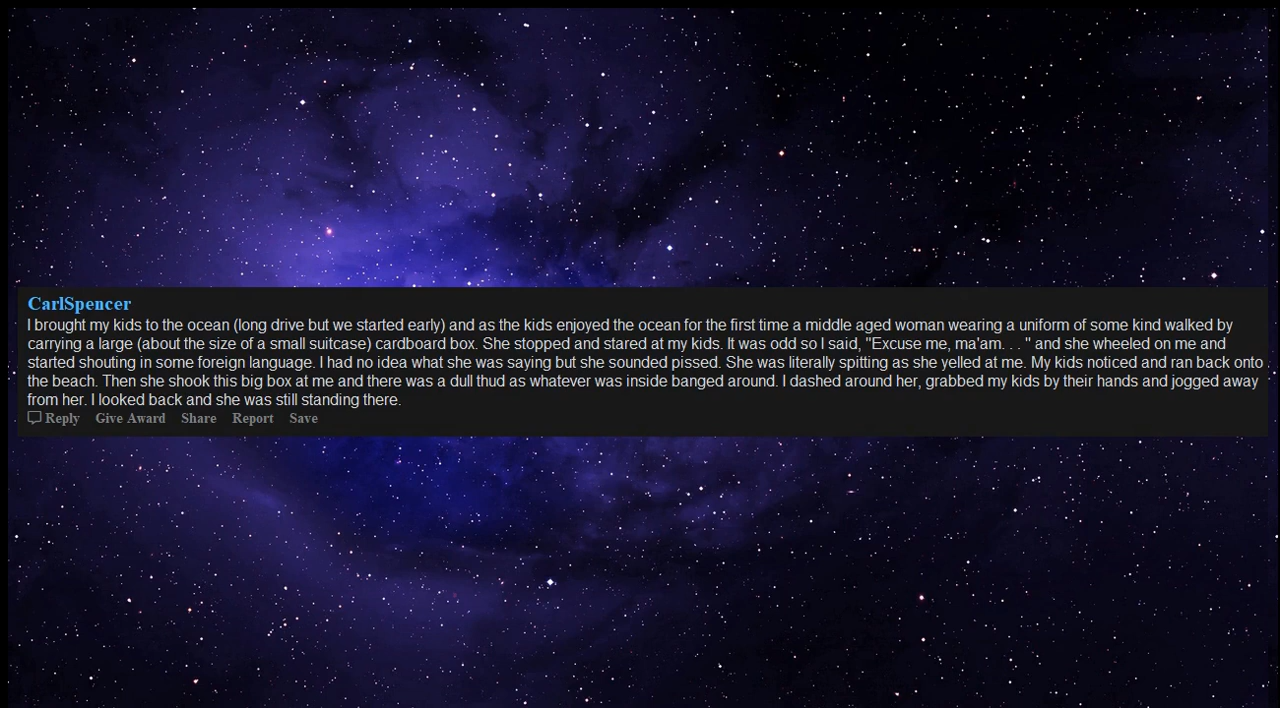 CarlSpencer
I brought my kids to the ocean (long drive but we started early) and as the kids enjoyed the ocean for the first time a middle aged woman wearing a uniform of some kind walked by
carrying a large (about the size of a small suitcase) cardboard box. She stopped and stared at my kids. It was odd so I said, "Excuse me, ma'am. . . " and she wheeled on me and
started shouting in some foreign language. I had no idea what she was saying but she sounded pissed. She was literally spitting as she yelled at me. My kids noticed and ran back onto
the beach. Then she shook this big box at me and there was a dull thud as whatever was inside banged around. I dashed around her, grabbed my kids by their hands and jogged away
from her. I looked back and she was still standing there.
Reply Give Award Share Report Save